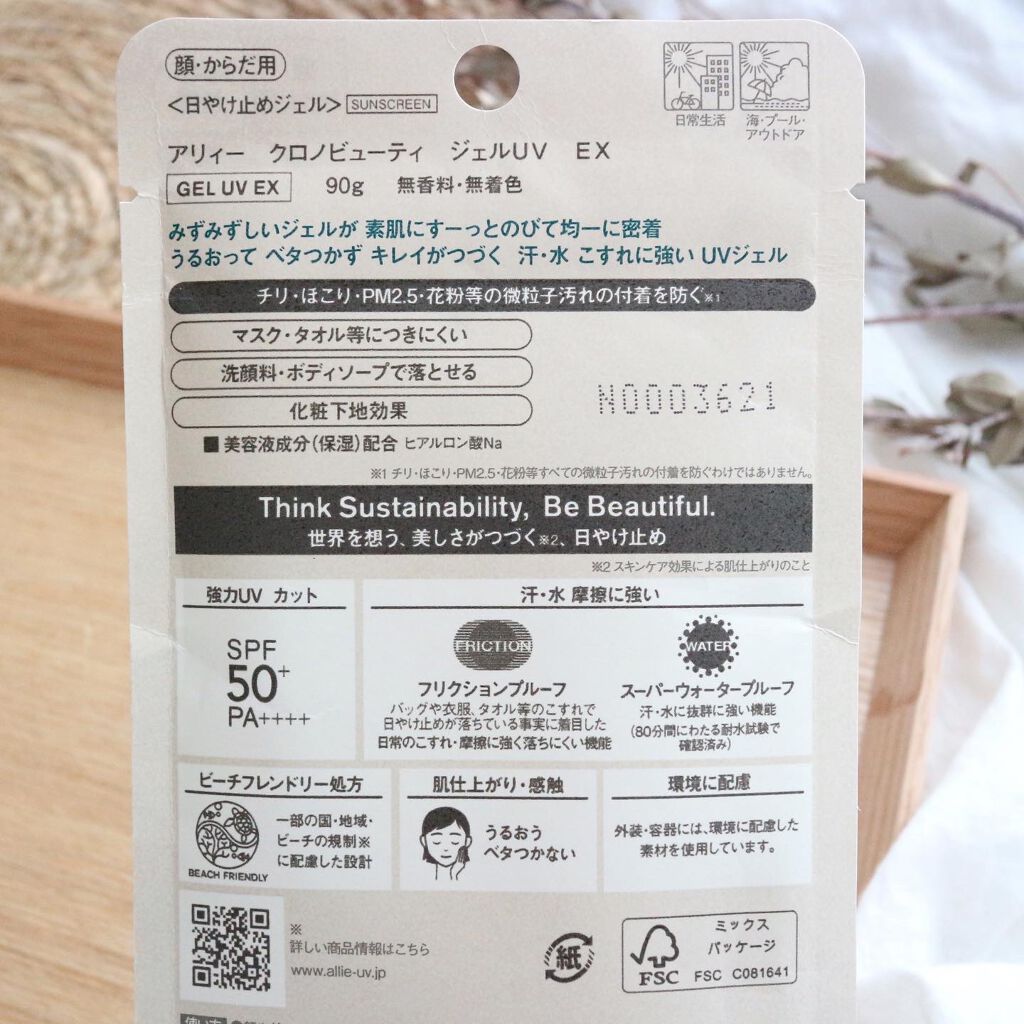 顔・からだ用
＜日やけ止めジェル＞ SUNSCREEN
日常生活
海・プール・
アウトドア
アリィー クロノビューティ ジェルUV EX
GEL UV EX 90g 無香料・無着色
みずみずしいジェルが 素肌にすーっとのびて均一に密着
うるおって ベタつかず キレイがつづく 汗・水 こすれに強い UVジェル
チリ・ほこり・PM2.5・花粉等の微粒子汚れの付着を防ぐ※1
マスク・タオル等につきにくい
洗顔料・ボディソープで落とせる
化粧下地効果
N0003621
■ 美容液成分（保湿）配合 ヒアルロン酸Na
※1 チリ・ほこり・PM2.5・花粉等すべての微粒子汚れの付着を防ぐわけではありません。
Think Sustainability, Be Beautiful.
世界を想う、美しさがつづく※2、日やけ止め
※2 スキンケア効果による肌仕上がりのこと
強力UV カット
SPF
50+
PA++++
汗・水 摩擦に強い
FRICTION
フリクションプルーフ
バッグや衣服、タオル等のこすれで
日やけ止めが落ちている事実に着目した
日常のこすれ・摩擦に強く落ちにくい機能
WATER
スーパーウォータープルーフ
汗・水に抜群に強い機能
（80分間にわたる耐水試験で
確認済み）
ビーチフレンドリー処方
BEACH FRIENDLY
一部の国・地域・
ビーチの規制※
に配慮した設計
肌仕上がり・感触
うるおう
ベタつかない
環境に配慮
外装・容器には、環境に配慮した
素材を使用しています。
※
詳しい商品情報はこちら
www.allie-uv.jp
紙
FSC
ミックス
パッケージ
FSC C081641
使い方